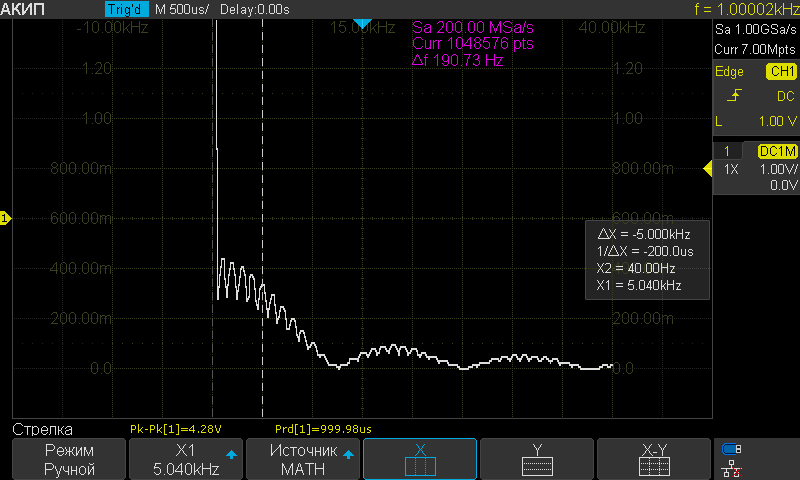 АКИП Trig'd M 500us/ Delay:0.00s f = 1.00002kHz
-10.00kHz 15.00kHz 40.00kHz
Sa 200.00 MSa/s
Curr 1048576 pts
Δf 190.73 Hz
Sa 1.00GSa/s
Curr 7.00Mpts
Edge CH1
DC
L 1.00 V
1 DC1M
1X 1.00V/
0.0V
1.20 1.20
1.00 1.00
800.00m 800.00m
1
600.00m 600.00m
400.00m
200.00m 200.00m
0.0 0.0
ΔX = -5.000kHz
1/ΔX = -200.0us
X2 = 40.00Hz
X1 = 5.040kHz
Стрелка Pk-Pk[1]=4.28V Prd[1]=999.98us
Режим
Ручной
X1
5.040kHz
Источник
MATH
X
Y
X-Y